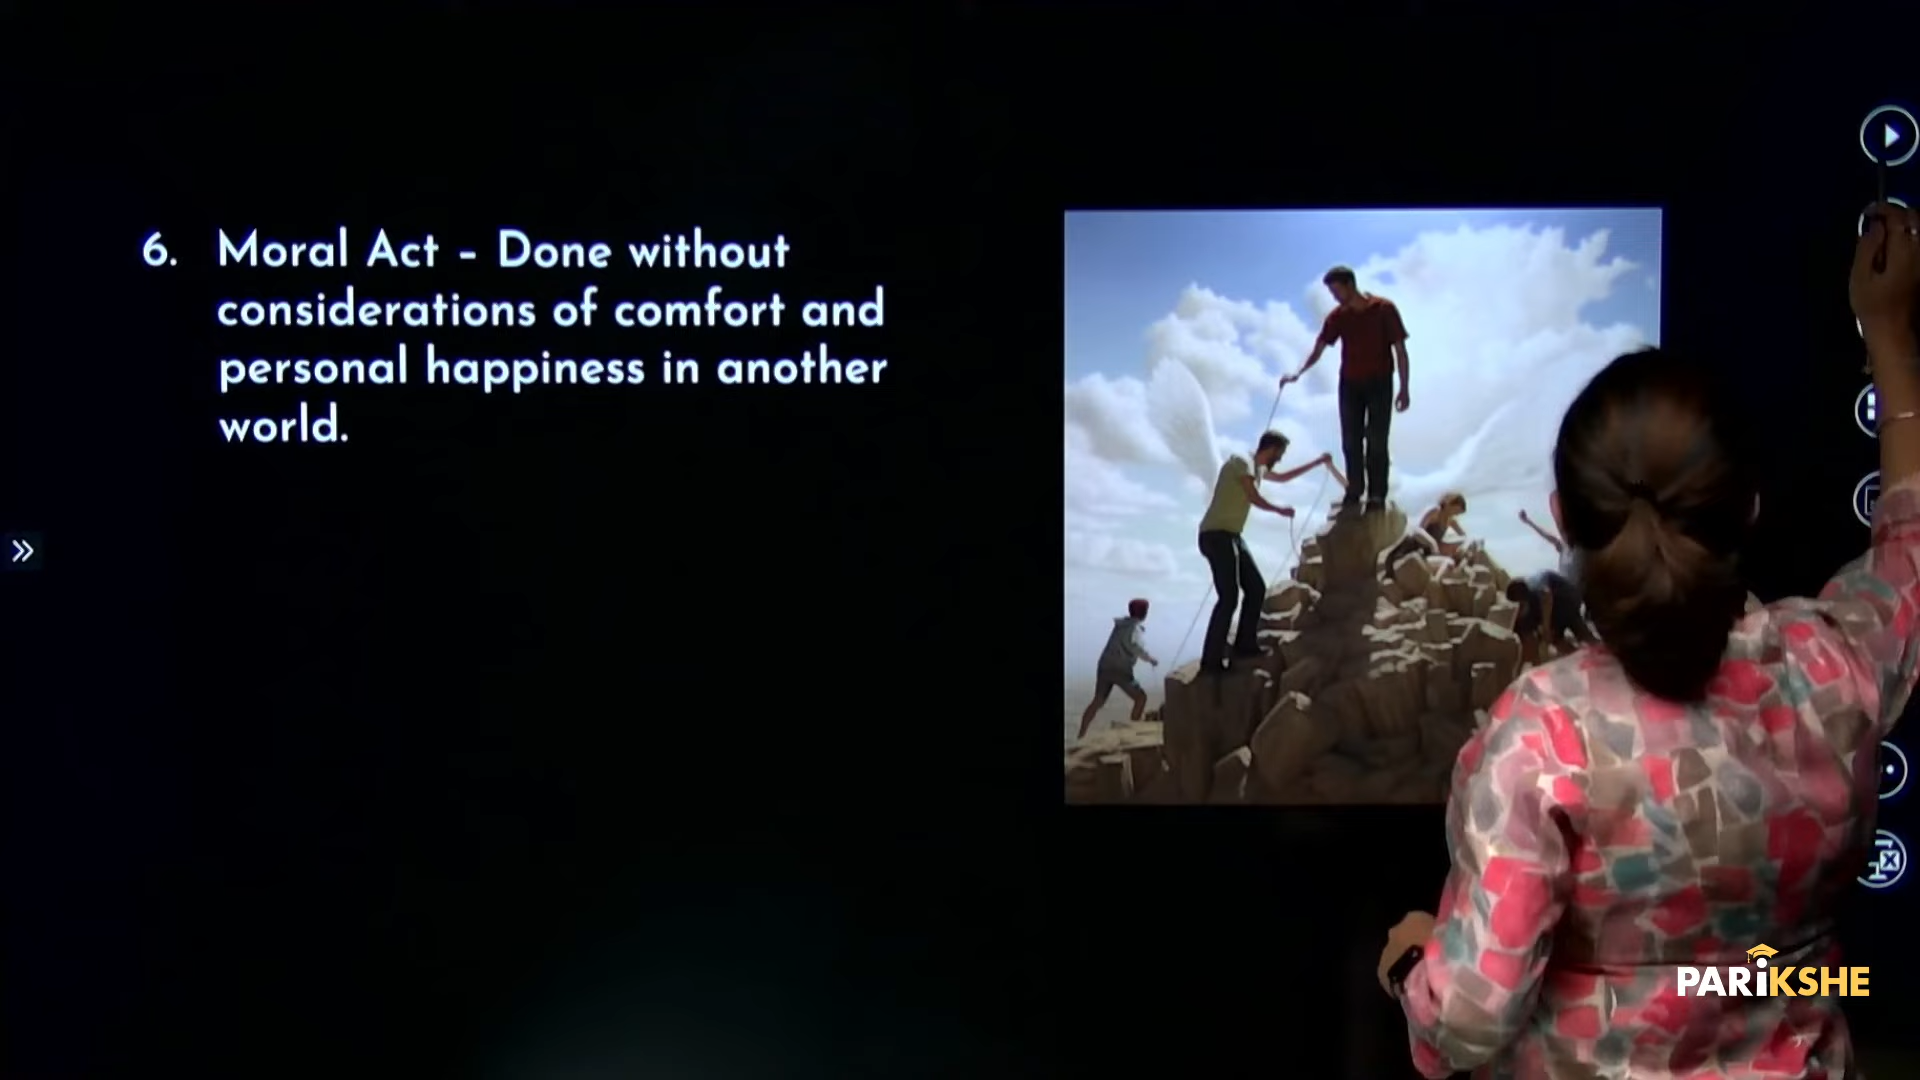 6. Moral Act – Done without
considerations of comfort and
personal happiness in another
world.
PARiKSHE